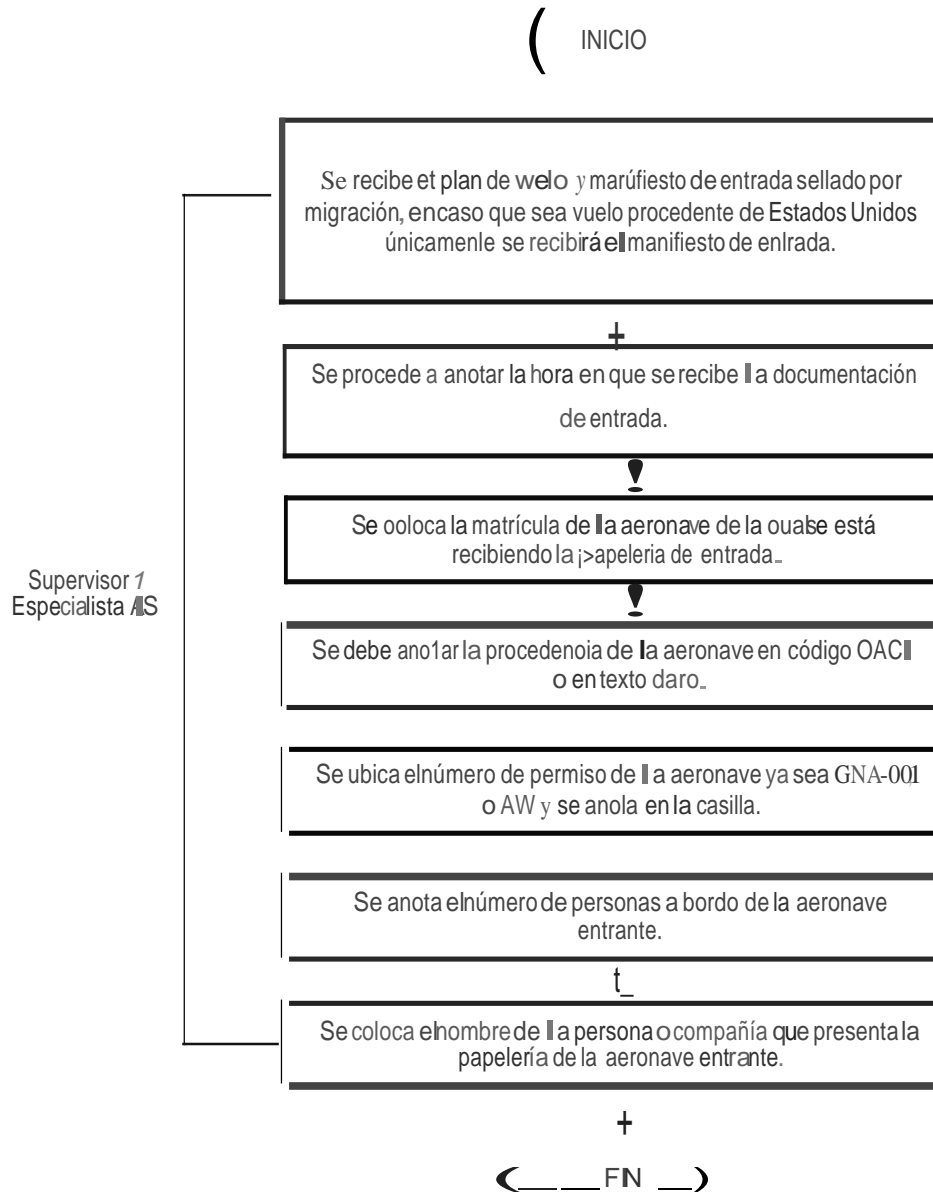 ( INICIO
Se recibe et plan de welo y marúfiesto de entrada sellado por
migración, encaso que sea vuelo procedente de Estados Unidos
únicamenle se recibirá el manifiesto de enlrada.
+
Se procede a anotar la hora en que se recibe la documentación
de entrada.
Se ooloca la matrícula de la aeronave de la oualse está
recibiendo la ¡>apeleria de entrada.
Supervisor 1
Especialista AIS
Se debe ano1ar la procedenoia de la aeronave en código OACI
o en texto daro.
Se ubica elnúmero de permiso de la aeronave ya sea GNA-001
o AW y se anola en la casilla.
Se anota elnúmero de personas a bordo de la aeronave
entrante.
t_
Se coloca elnombre de la persona o compañía que presenta la
papelería de la aeronave entrante.
+
(__ __ FIN __)